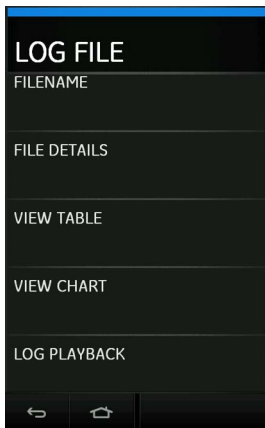 LOG FILE
FILENAME
FILE DETAILS
VIEW TABLE
VIEW CHART
LOG PLAYBACK